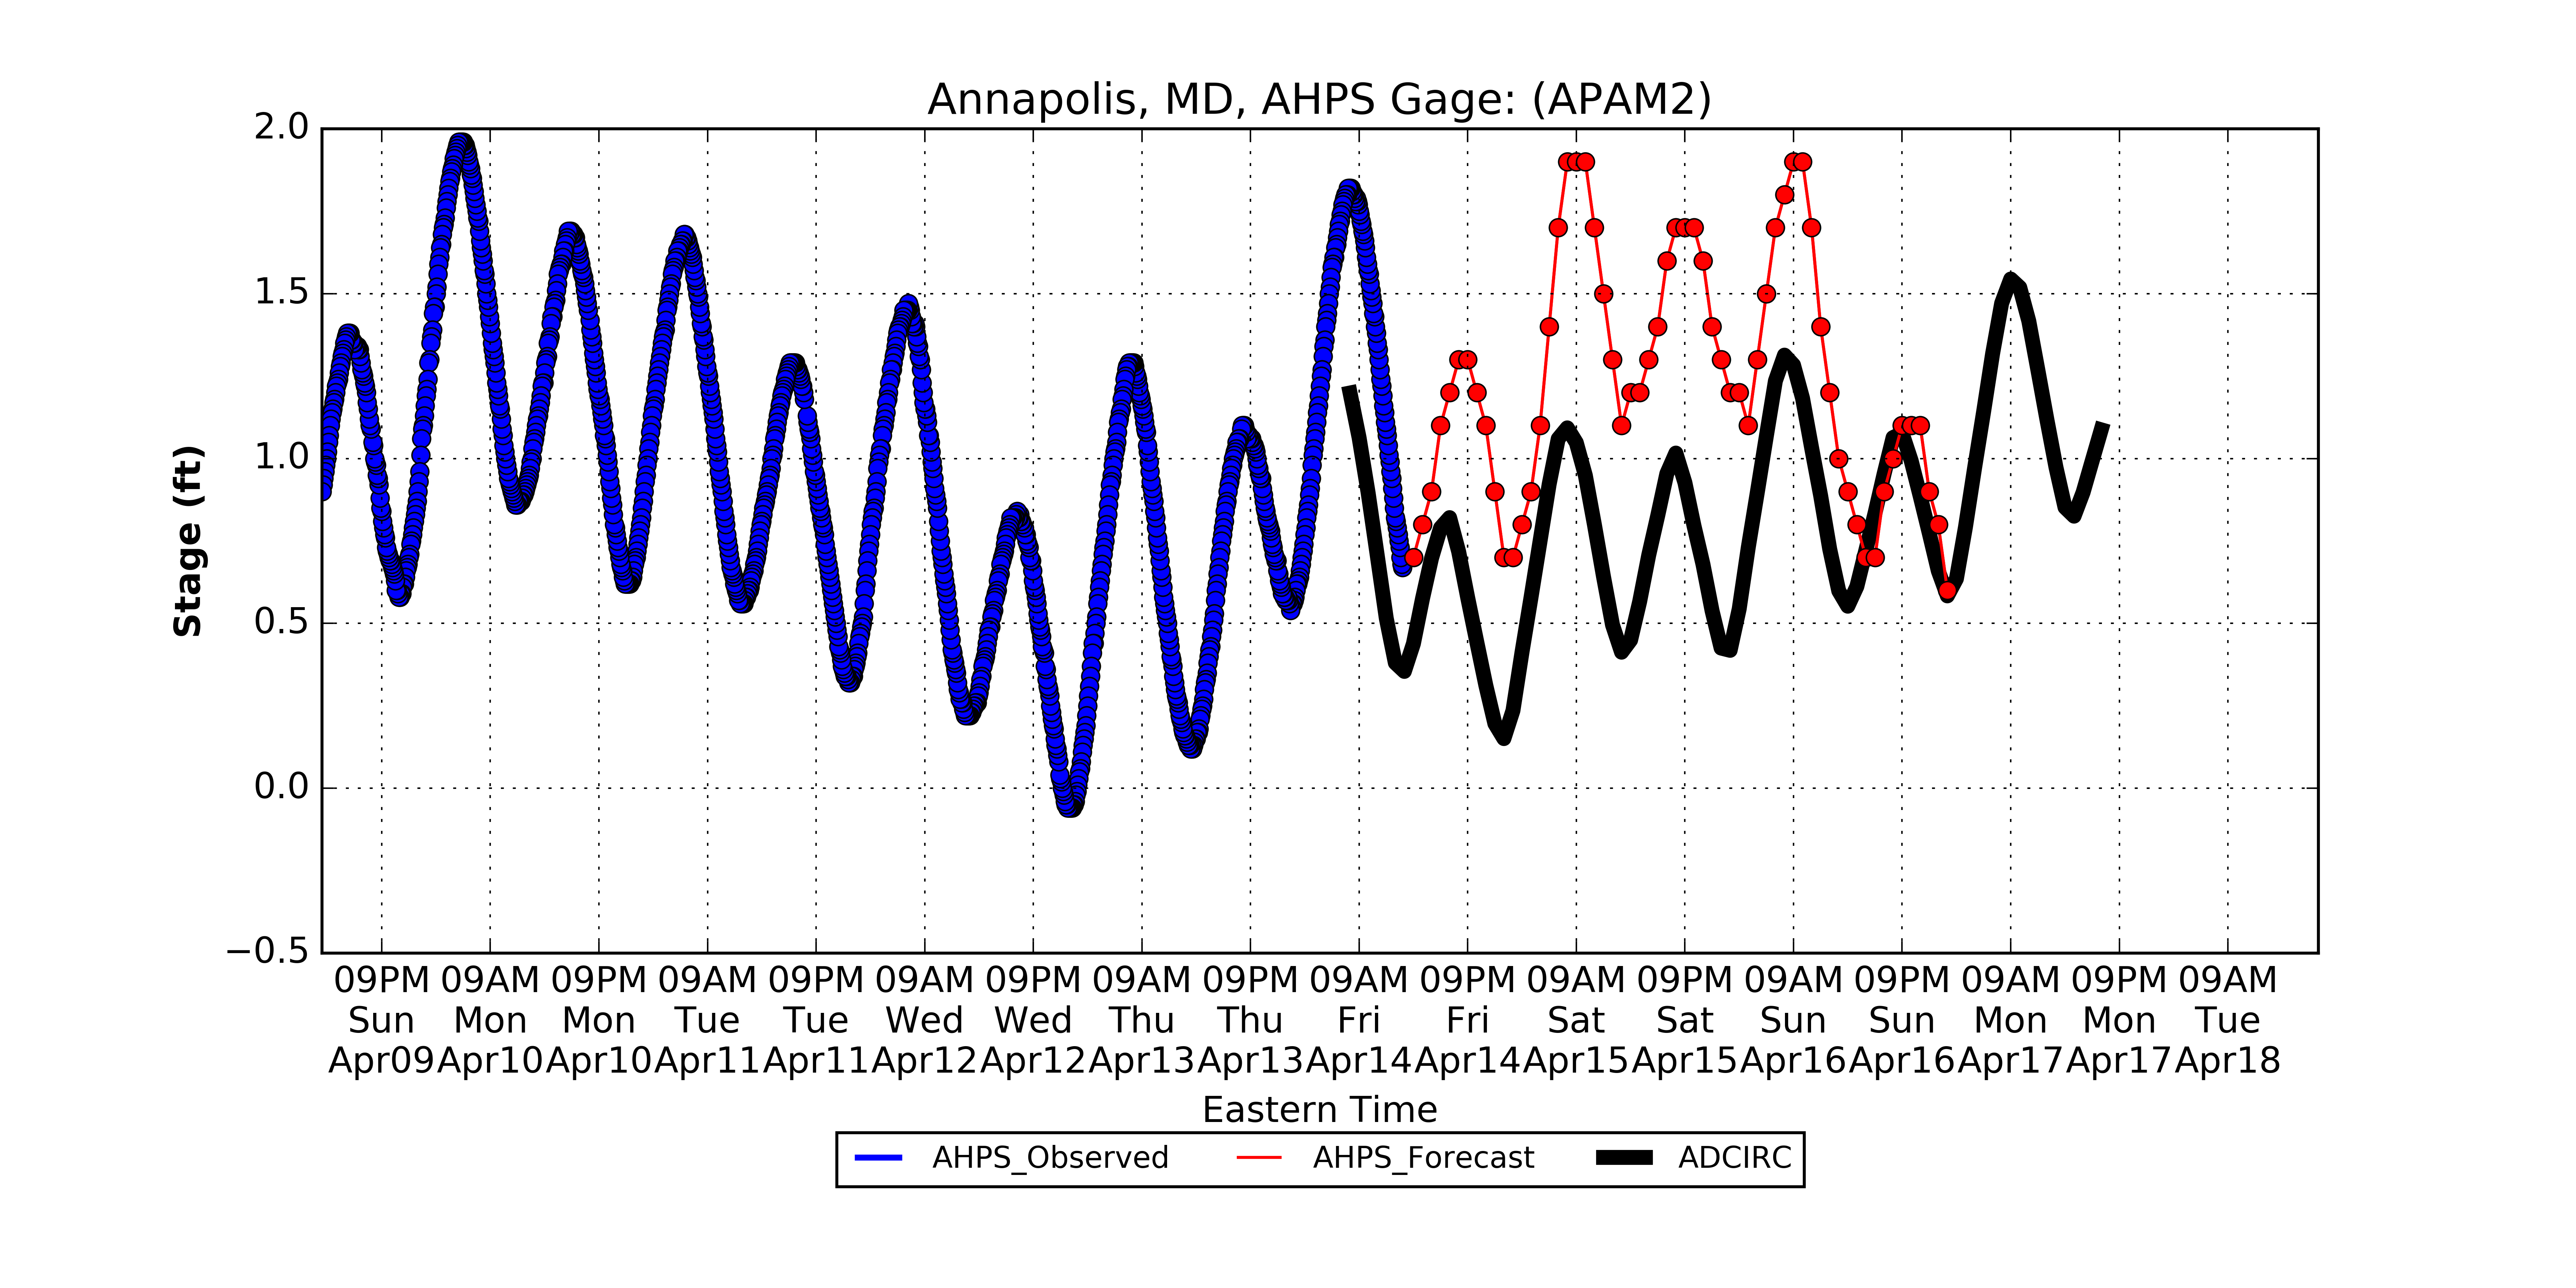 Annapolis, MD, AHPS Gage: (APAM2)
2.0
1.5
1.0
0.5
0.0
−0.5
Stage (ft)
09PM 09AM 09PM 09AM 09PM 09AM 09PM 09AM 09PM 09AM 09PM 09AM 09PM 09AM 09PM 09AM 09PM 09AM
Sun Mon Mon Tue Tue Wed Wed Thu Thu Fri Fri Sat Sat Sun Sun Mon Mon Tue
Apr09 Apr10 Apr10 Apr11 Apr11 Apr12 Apr12 Apr13 Apr13 Apr14 Apr14 Apr15 Apr15 Apr16 Apr16 Apr17 Apr17 Apr18
Eastern Time
AHPS_Observed AHPS_Forecast ADCIRC